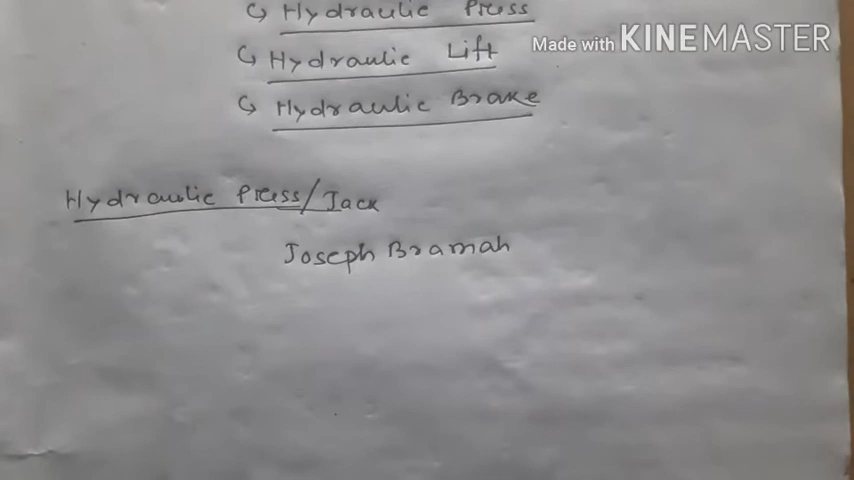 ↳ Hydraulic Press
↳ Hydraulic Lift
Made with KINEMASTER
↳ Hydraulic Brake
Hydraulic Press/Jack
Joseph Bramah